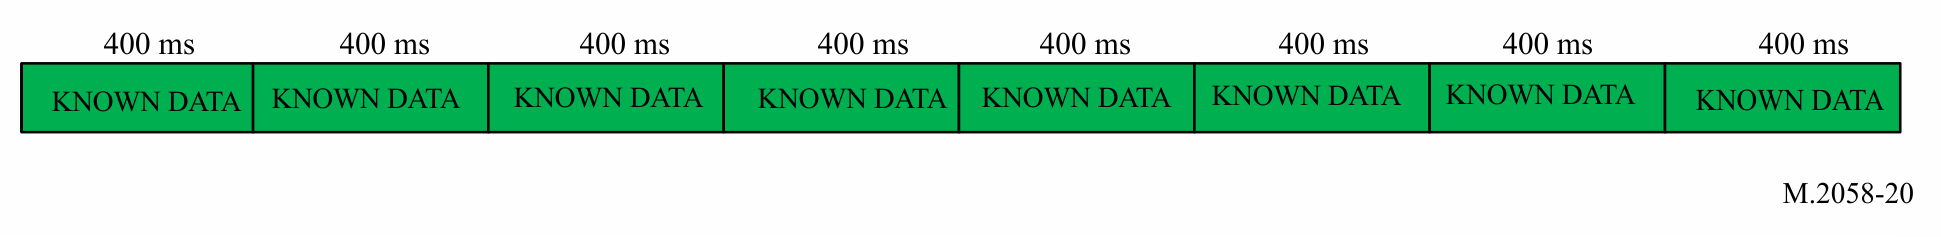 400 ms 400 ms 400 ms 400 ms 400 ms 400 ms 400 ms 400 ms
KNOWN DATA KNOWN DATA KNOWN DATA KNOWN DATA KNOWN DATA KNOWN DATA KNOWN DATA KNOWN DATA
M.2058-20